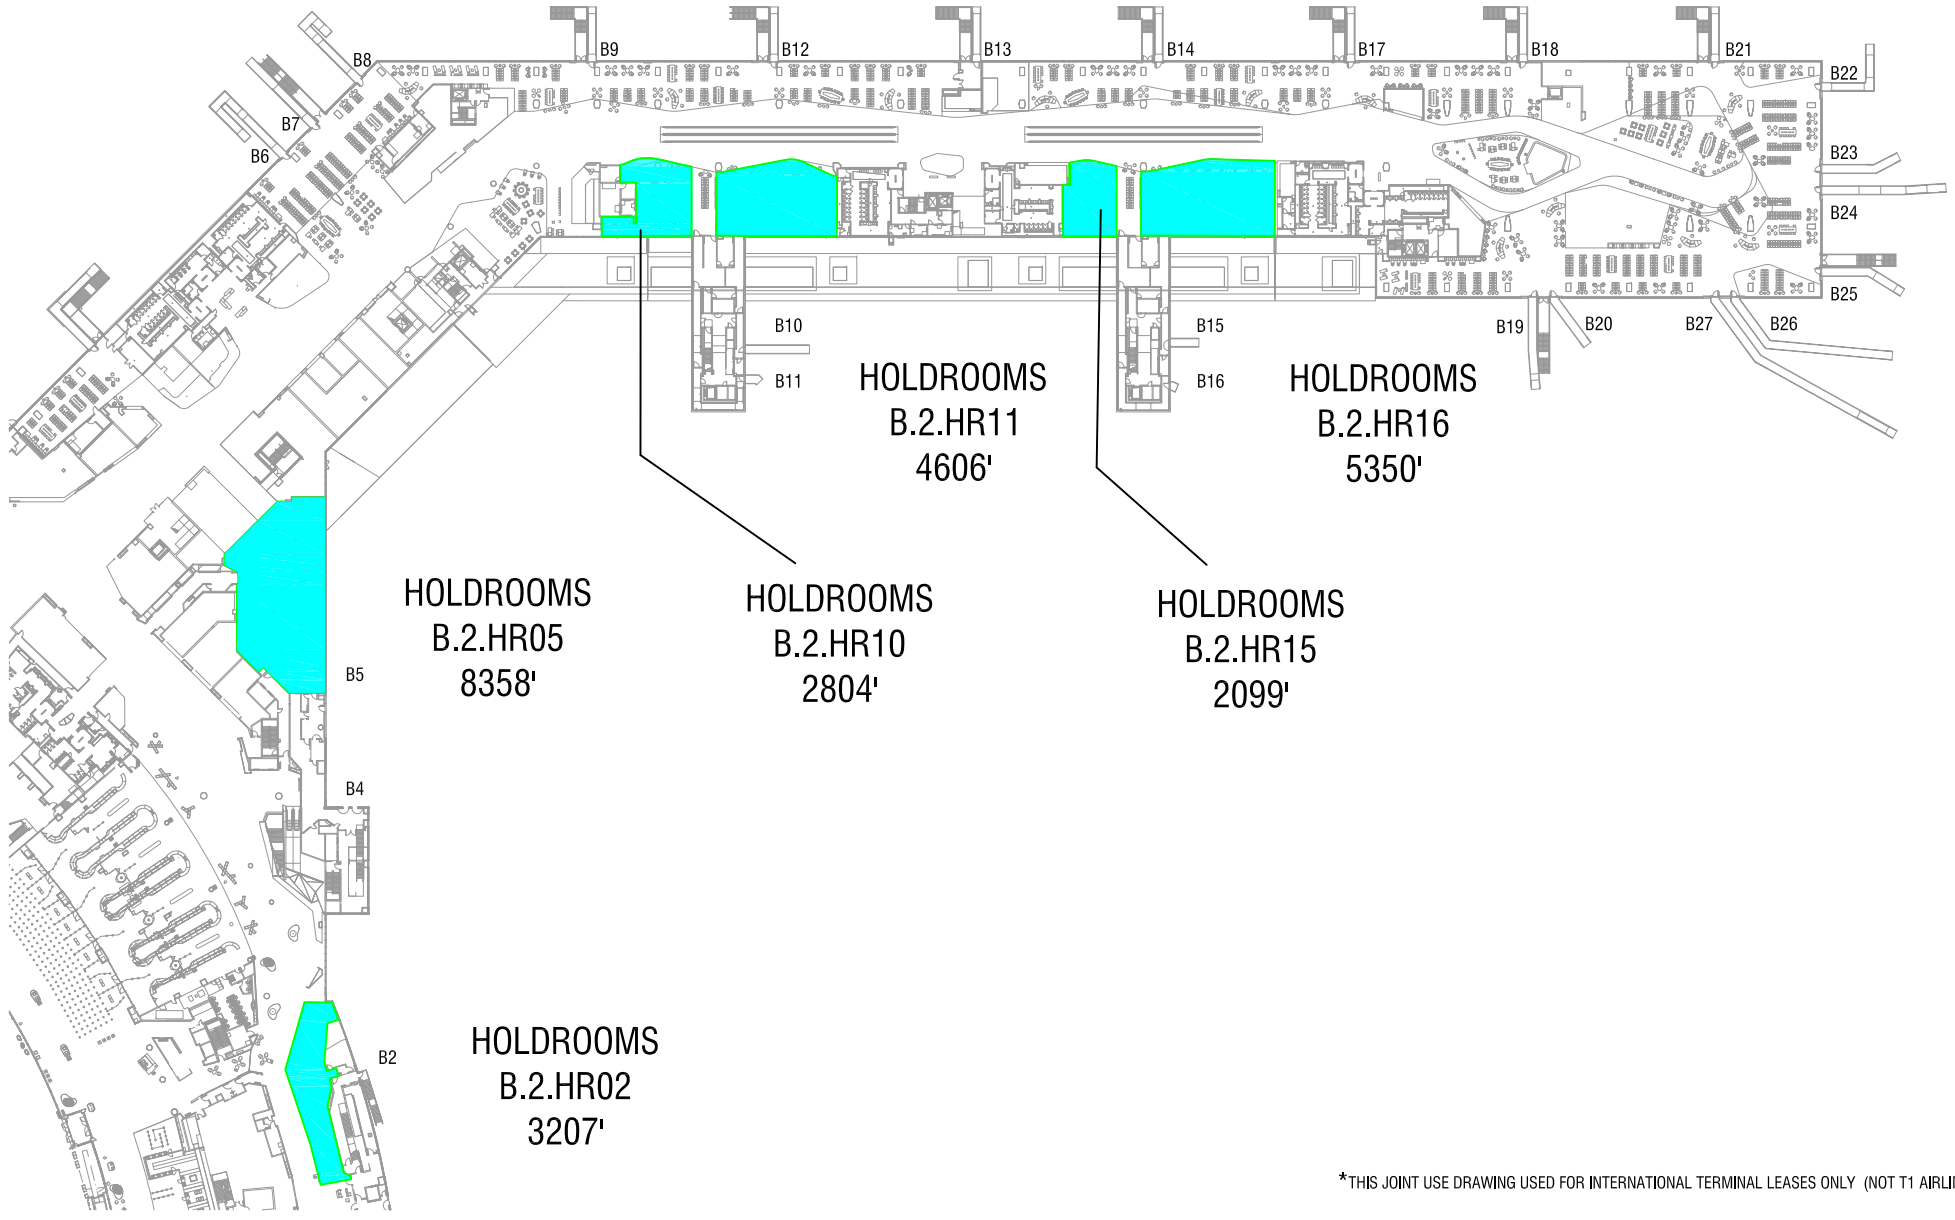 B9
B12
B13
B14
B17
B18
B21
B8
B22
B7
B6
B23
B24
B25
B10
B15
B19
B20
B27
B26
B11
B16
HOLDROOMS
B.2.HR11
4606'
HOLDROOMS
B.2.HR16
5350'
HOLDROOMS
B.2.HR05
8358'
HOLDROOMS
B.2.HR10
2804'
HOLDROOMS
B.2.HR15
2099'
B5
B4
HOLDROOMS
B.2.HR02
3207'
B2
*THIS JOINT USE DRAWING USED FOR INTERNATIONAL TERMINAL LEASES ONLY (NOT T1